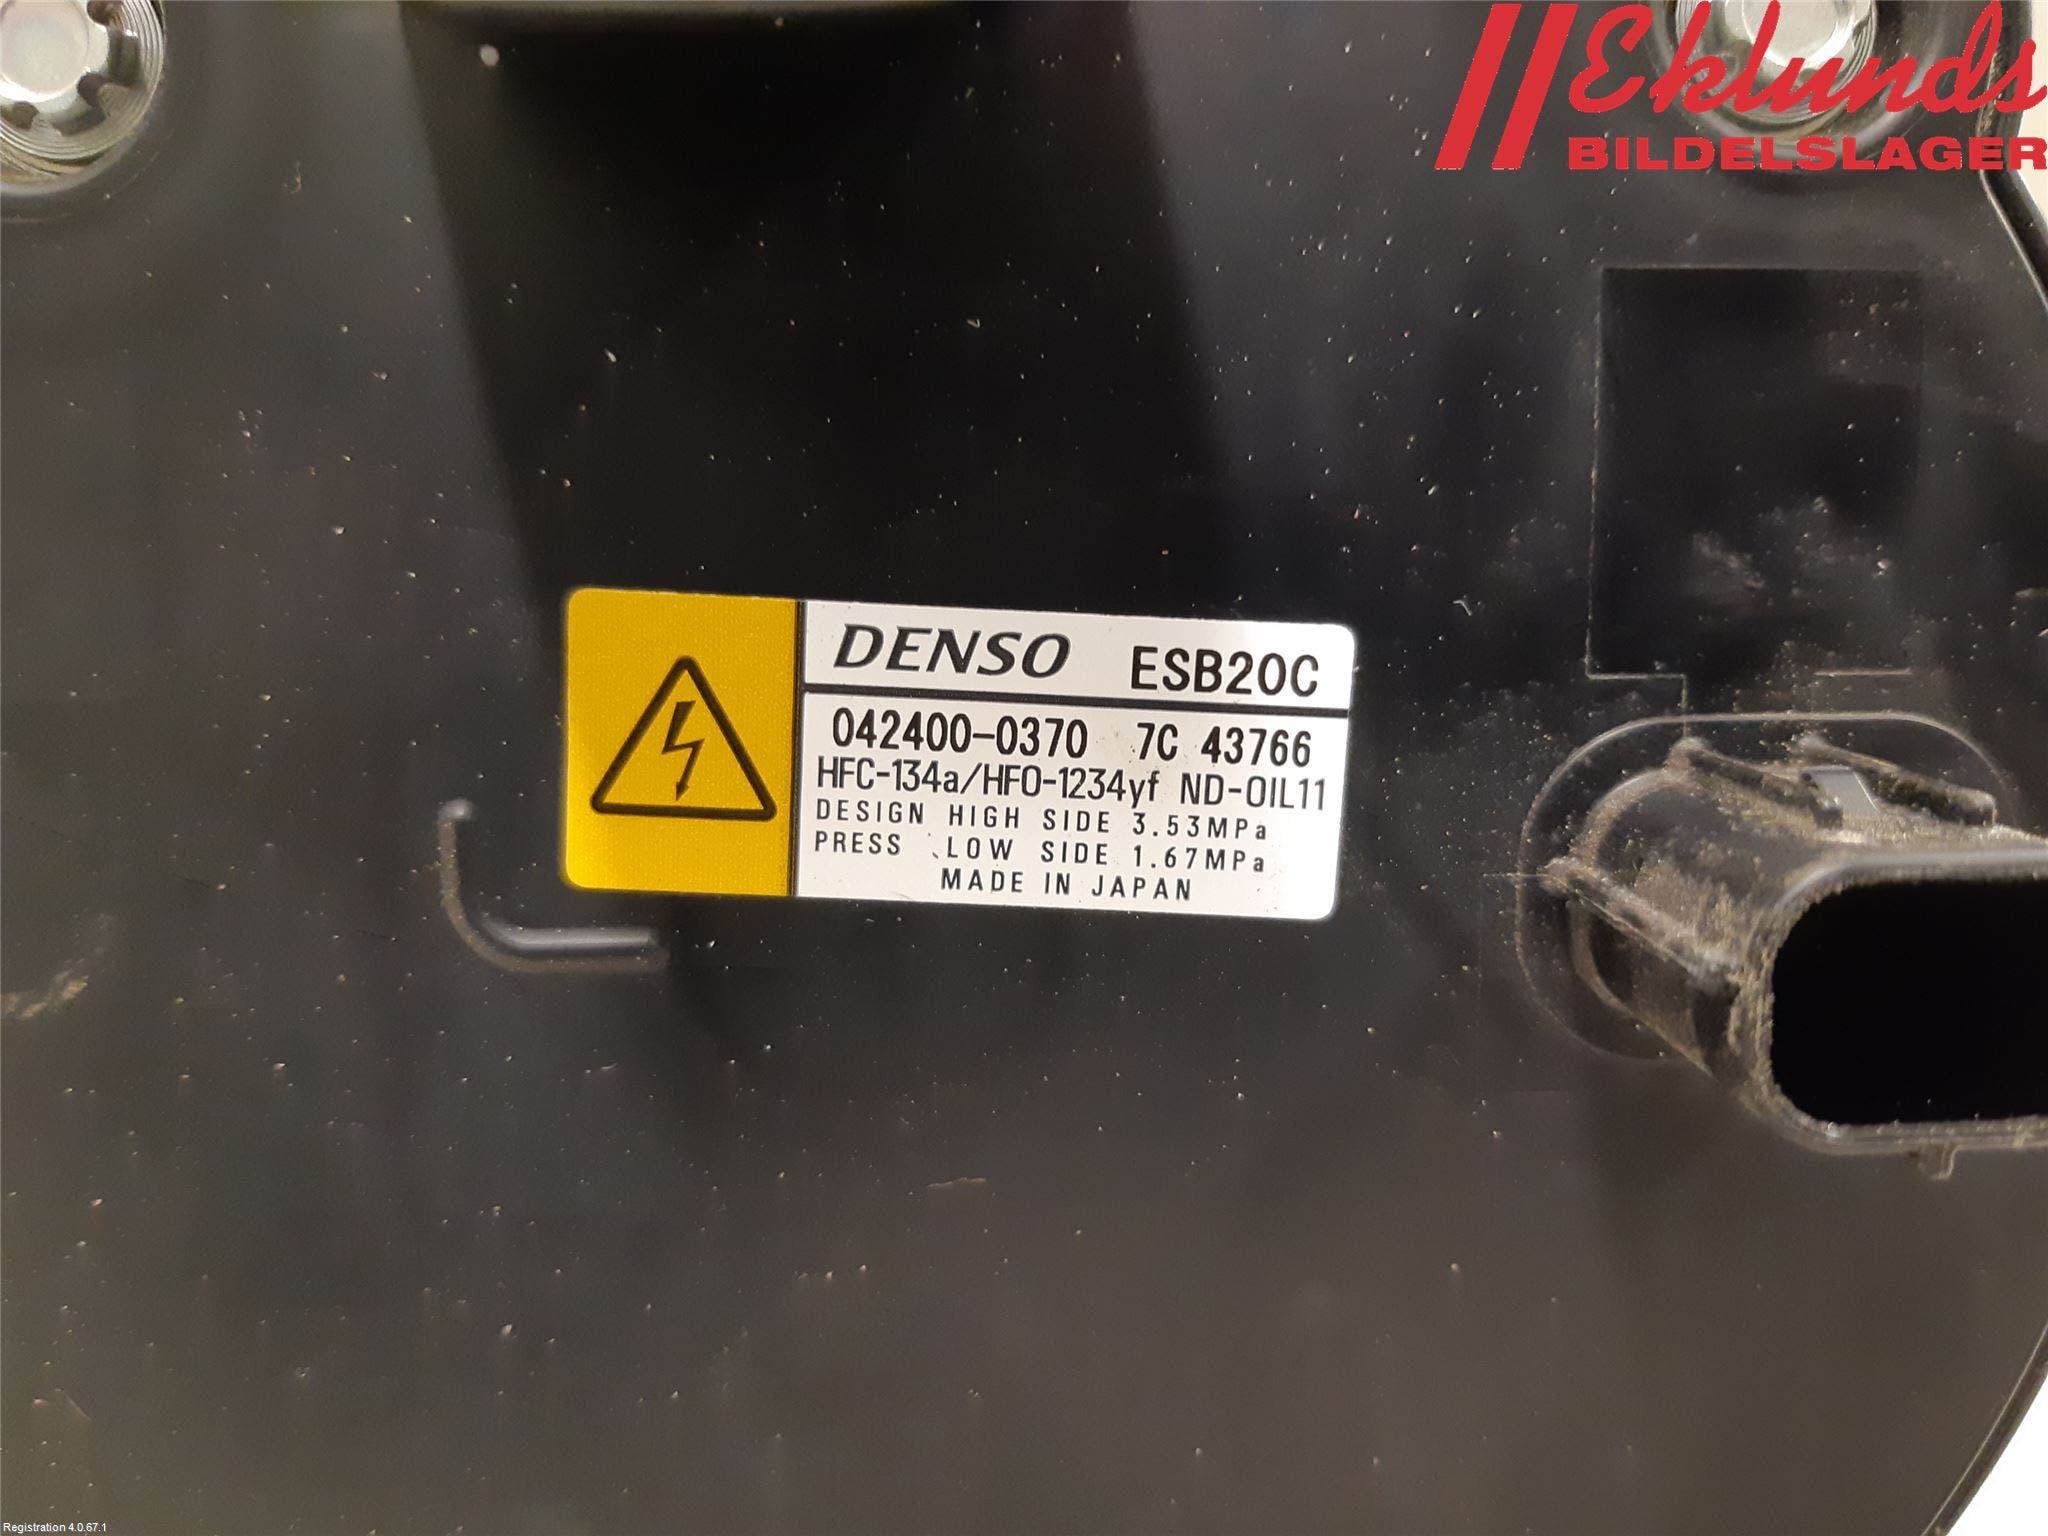 Eklunds
BILDELSLAGER
DENSO ESB20C
042400-0370 7C 43766
HFC-134a/HFO-1234yf ND-OIL11
DESIGN HIGH SIDE 3.53MPa
PRESS LOW SIDE 1.67MPa
MADE IN JAPAN
Registration 4.0.67.1